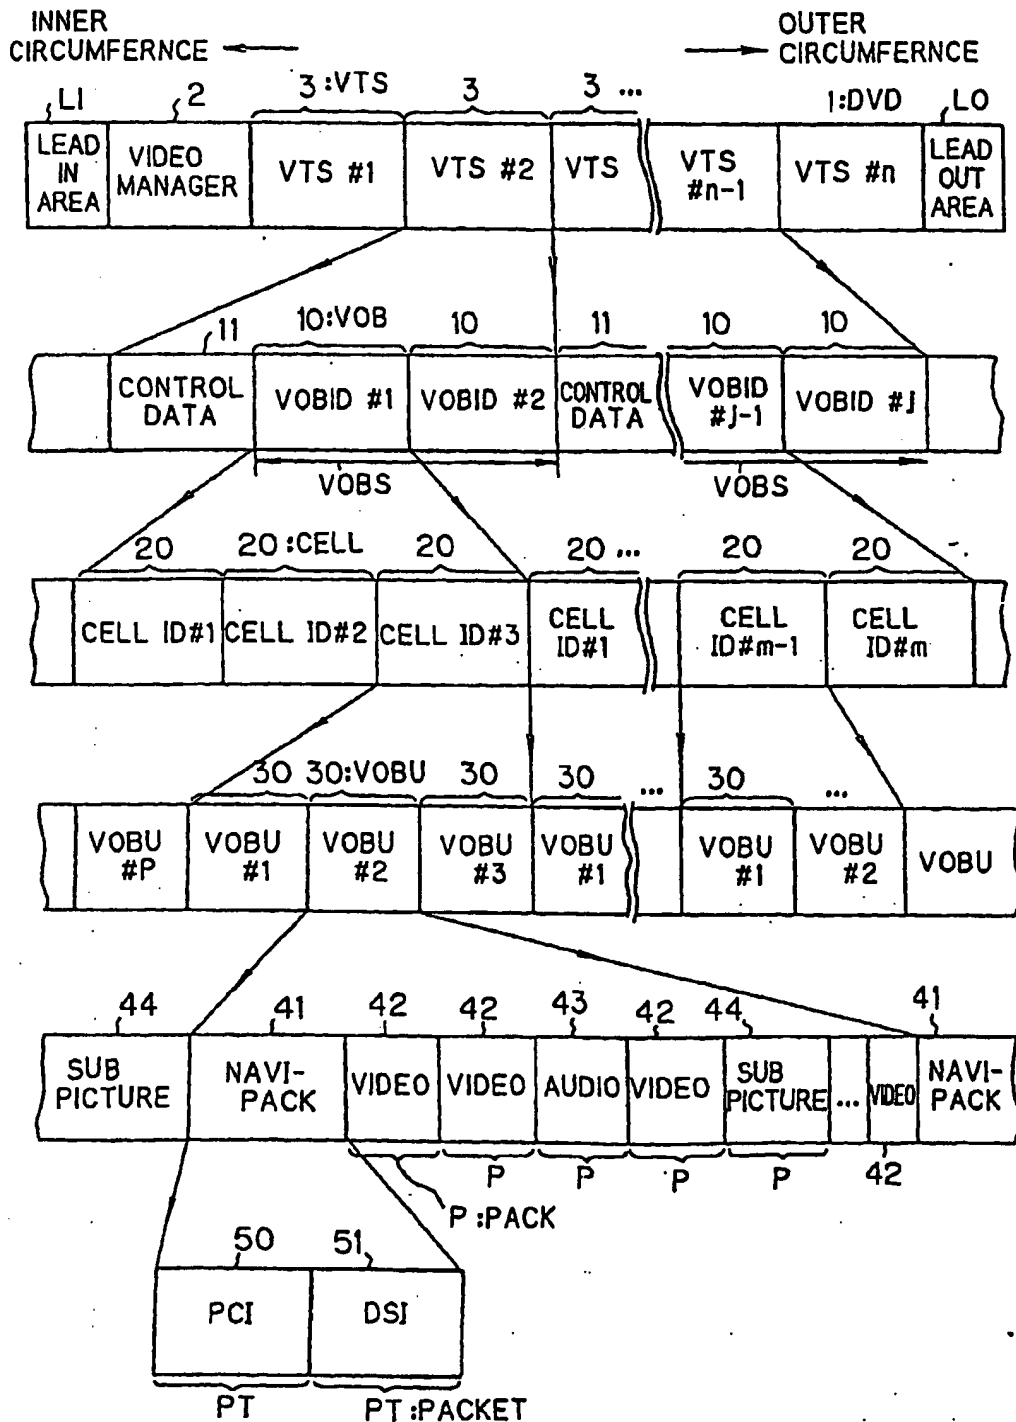 INNER
CIRCUMFERNCE
OUTER
CIRCUMFERNCE
LI
2
3:VTS
3
3 ...
1:DVD
LO
LEAD
IN
AREA
VIDEO
MANAGER
VTS #1
VTS #2
VTS
VTS
#n-1
VTS #n
LEAD
OUT
AREA
11
10:VOB
10
11
10
10
CONTROL
DATA
VOBID #1
VOBID #2
CONTROL
DATA
VOBID
#J-1
VOBID #J
VOBS
VOBS
20
20:CELL
20
20 ...
20
20
CELL ID#1
CELL ID#2
CELL ID#3
CELL
ID#1
CELL
ID#m-1
CELL
ID#m
30
30:VOBU
30
30
...
30
...
VOBU
#P
VOBU
#1
VOBU
#2
VOBU
#3
VOBU
#1
VOBU
#1
VOBU
#2
VOBU
44
41
42
42
43
42
44
41
SUB
PICTURE
NAVI-
PACK
VIDEO
VIDEO
AUDIO
VIDEO
SUB
PICTURE
...
VIDEO
NAVI-
PACK
P
P
P
P
42
P:PACK
50
51
PCI
DSI
PT
PT:PACKET